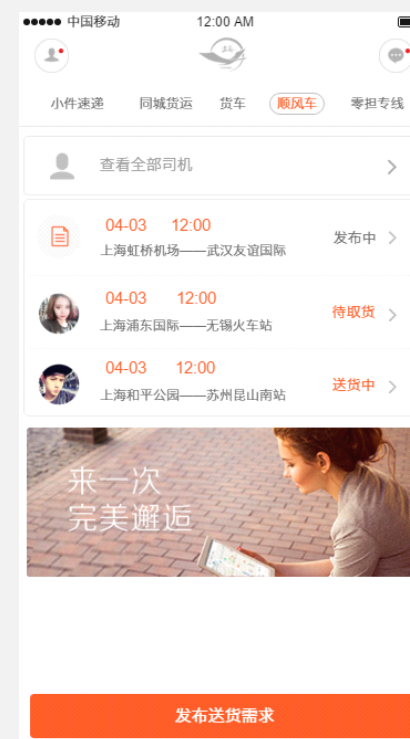 中国移动 12:00 AM
小件速递 同城货运 货车 顺风车 零担专线
查看全部司机
04-03 12:00
上海虹桥机场——武汉友谊国际 发布中
04-03 12:00
上海浦东国际——无锡火车站 待取货
04-03 12:00
上海和平公园——苏州昆山南站 送货中
来一次
完美邂逅
发布送货需求